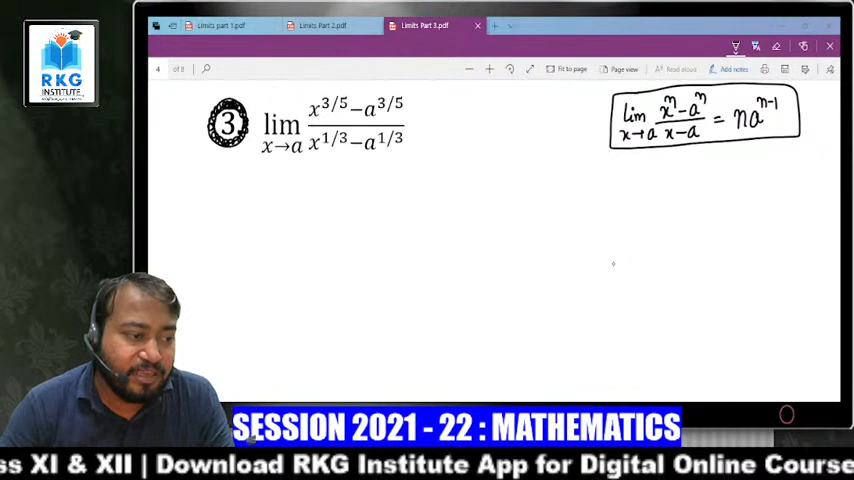 Limits part 1.pdf
Limits Part 2.pdf
Limits Part 3.pdf
4 of 8
Fit to page
Page view
Read aloud
Add notes
RKG
INSTITUTE
3 lim x→a (x^{3/5}−a^{3/5})/(x^{1/3}−a^{1/3})
lim x→a (x^n−a^n)/(x−a) = na^{n-1}
SESSION 2021 - 22 : MATHEMATICS
ss XI & XII | Download RKG Institute App for Digital Online Course